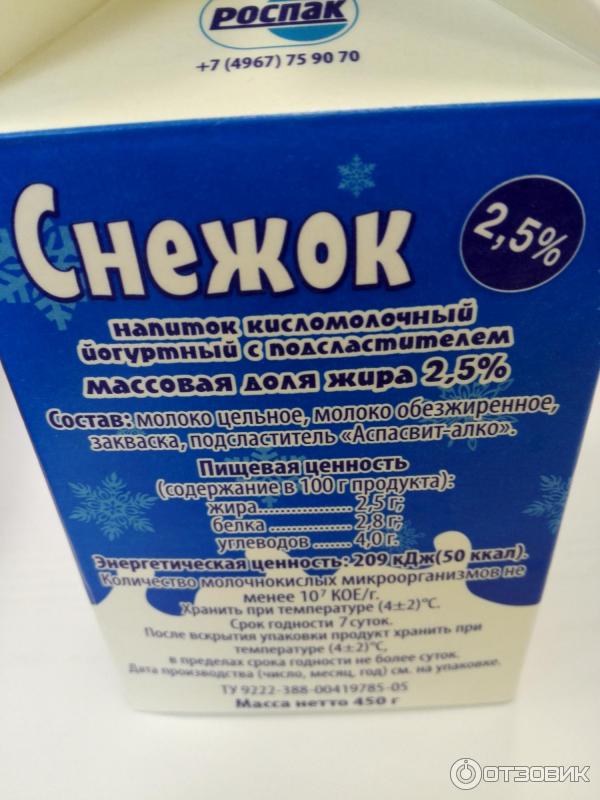 РОСПАК
+7 (4967) 75 90 70
Снежок
2,5%
напиток кисломолочный
йогуртный с подсластителем
массовая доля жира 2,5%
Состав: молоко цельное, молоко обезжиренное,
закваска, подсластитель «Аспасвит-алко».
Пищевая ценность
(содержание в 100 г продукта):
жира.................. 2,5 г;
белка ................ 2,8 г;
углеводов ....... 4,0 г.
Энергетическая ценность: 209 кДж(50 ккал).
Количество молочнокислых микроорганизмов не
менее 10⁷ КОЕ/г.
Хранить при температуре (4±2)°С.
Срок годности 7 суток.
После вскрытия упаковки продукт хранить при
температуре (4±2)°С,
в пределах срока годности не более суток.
Дата производства (число, месяц, год) см. на упаковке.
ТУ 9222-388-00419785-05
Масса нетто 450 г
ОТЗОВИК